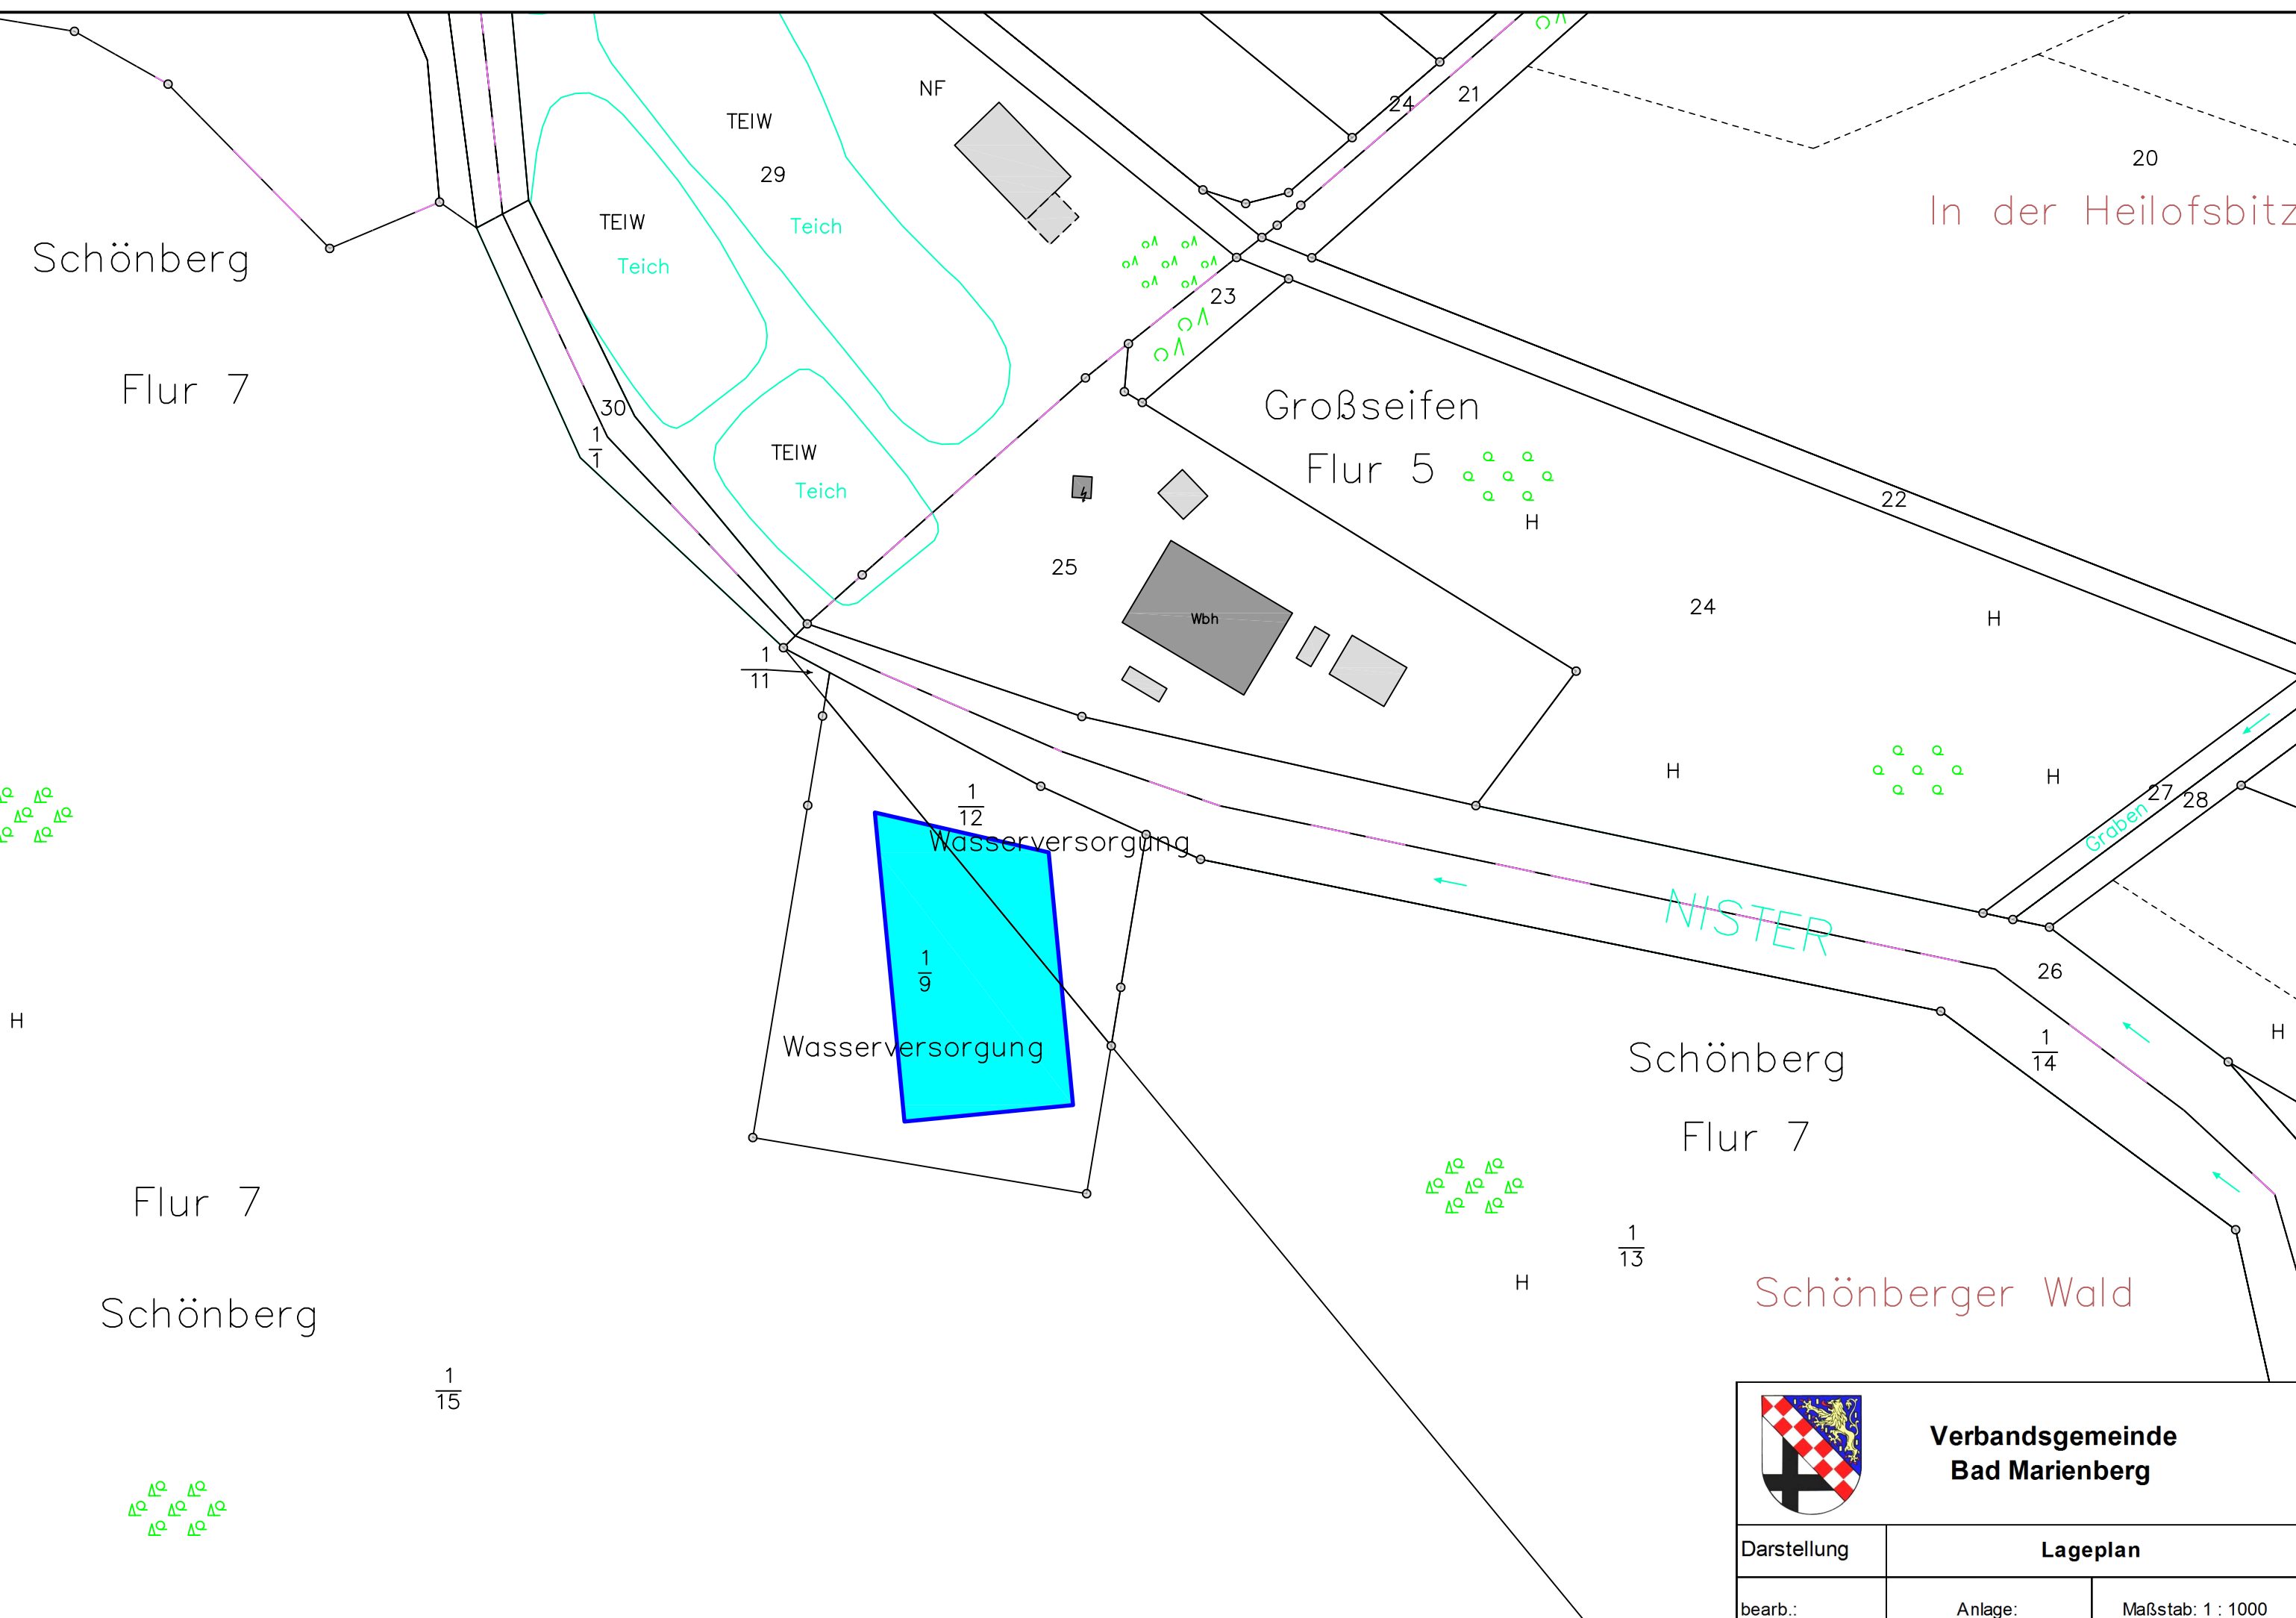 NF
TEIW
29
Teich
TEIW
Teich
24
21
20
In der Heilofsbitz
Schönberg
Flur 7
23
30
1
1
TEIW
Teich
Großseifen
Flur 5
H
22
25
Wbh
24
H
1
11
1
12
Wasserversorgung
H
H
27
28
Graben
NISTER
26
1
9
Wasserversorgung
H
Schönberg
Flur 7
1
14
H
Flur 7
Schönberg
1
15
1
13
H
Schönberger Wald
Verbandsgemeinde
Bad Marienberg
Darstellung
Lageplan
bearb.:
Anlage:
Maßstab: 1 : 1000